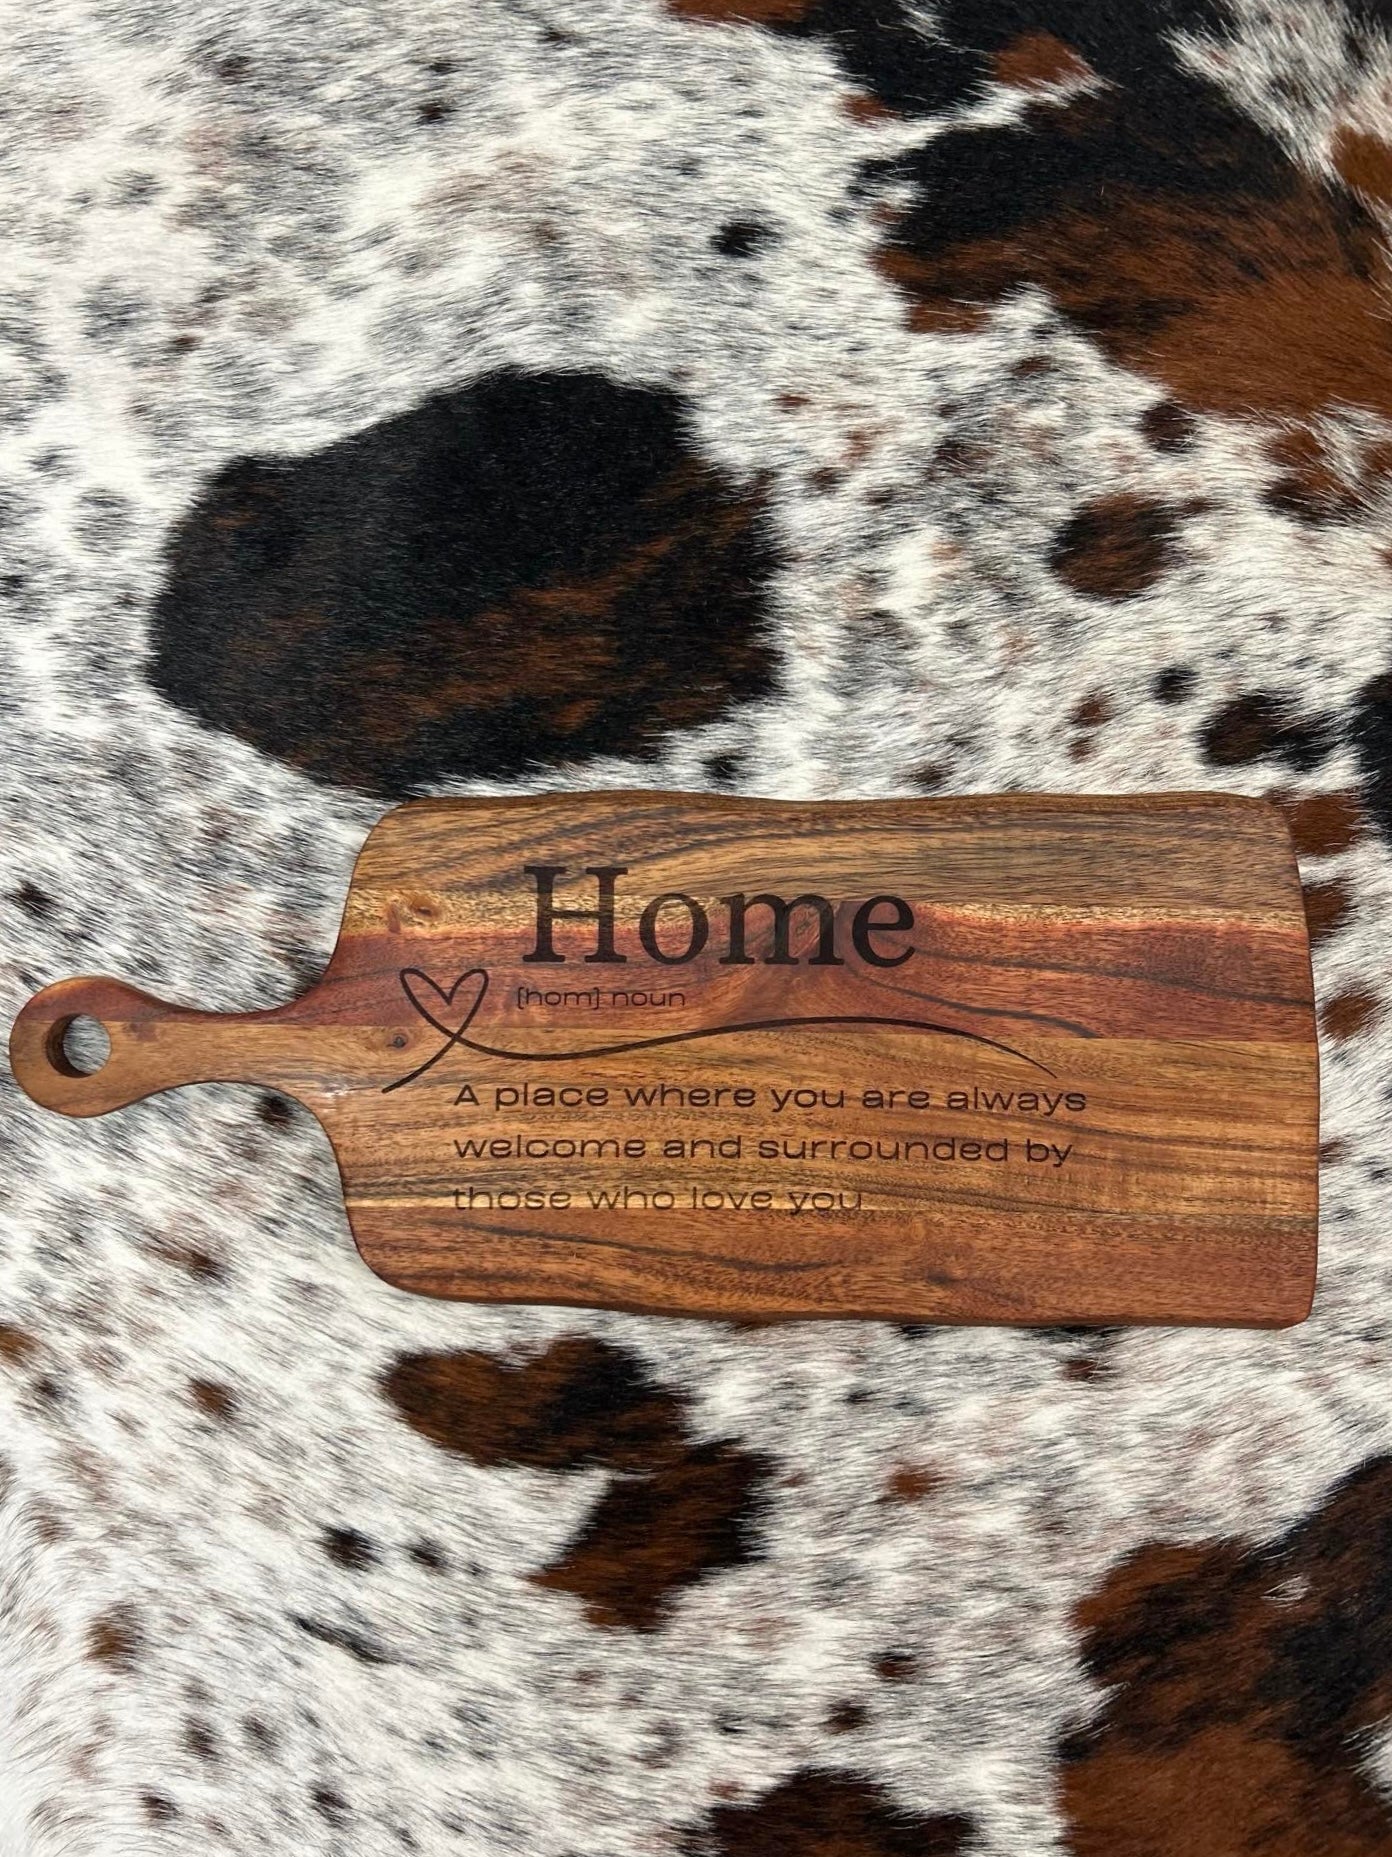 Home
[hom] noun
A place where you are always
welcome and surrounded by
those who love you